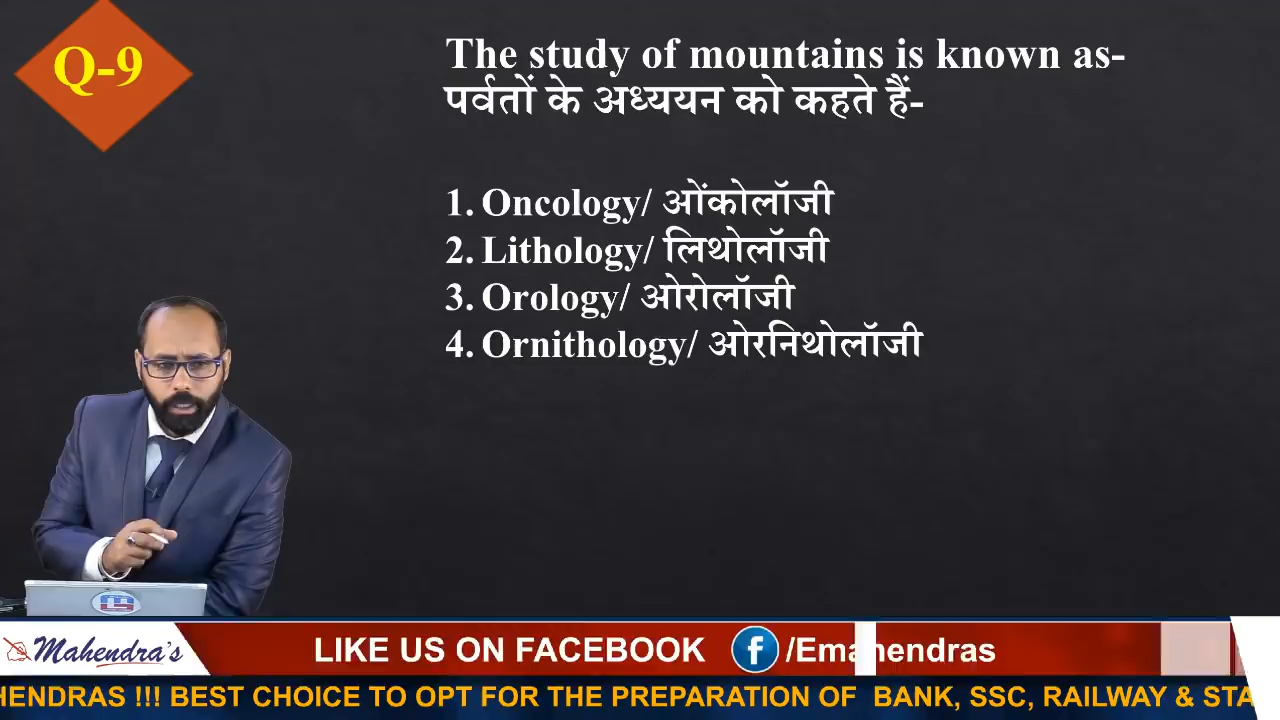 Q-9
The study of mountains is known as-
पर्वतों के अध्ययन को कहते हैं-
1. Oncology/ ओंकोलॉजी
2. Lithology/ लिथोलॉजी
3. Orology/ ओरोलॉजी
4. Ornithology/ ओरनिथोलॉजी
Mahendra's
LIKE US ON FACEBOOK f /Emahendras
HENDRAS !!! BEST CHOICE TO OPT FOR THE PREPARATION OF BANK, SSC, RAILWAY & STA